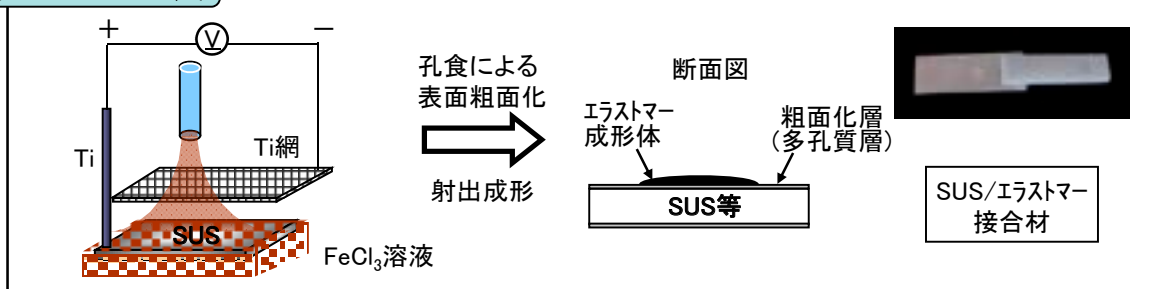 +
−
V
Ti
Ti網
SUS
FeCl₃溶液
孔食による
表面粗面化
射出成形
断面図
エラストマー
成形体
粗面化層
(多孔質層)
SUS等
SUS/エラストマー
接合材